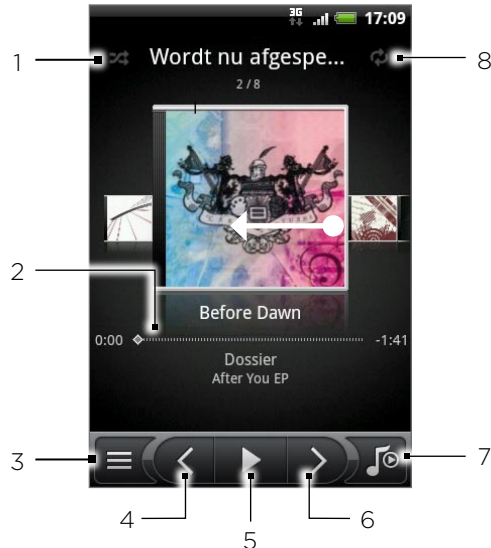 3G 17:09
1 Wordt nu afgespe... 8
2 / 8
2
Before Dawn
0:00 -1:41
Dossier
After You EP
3 7
4 5 6